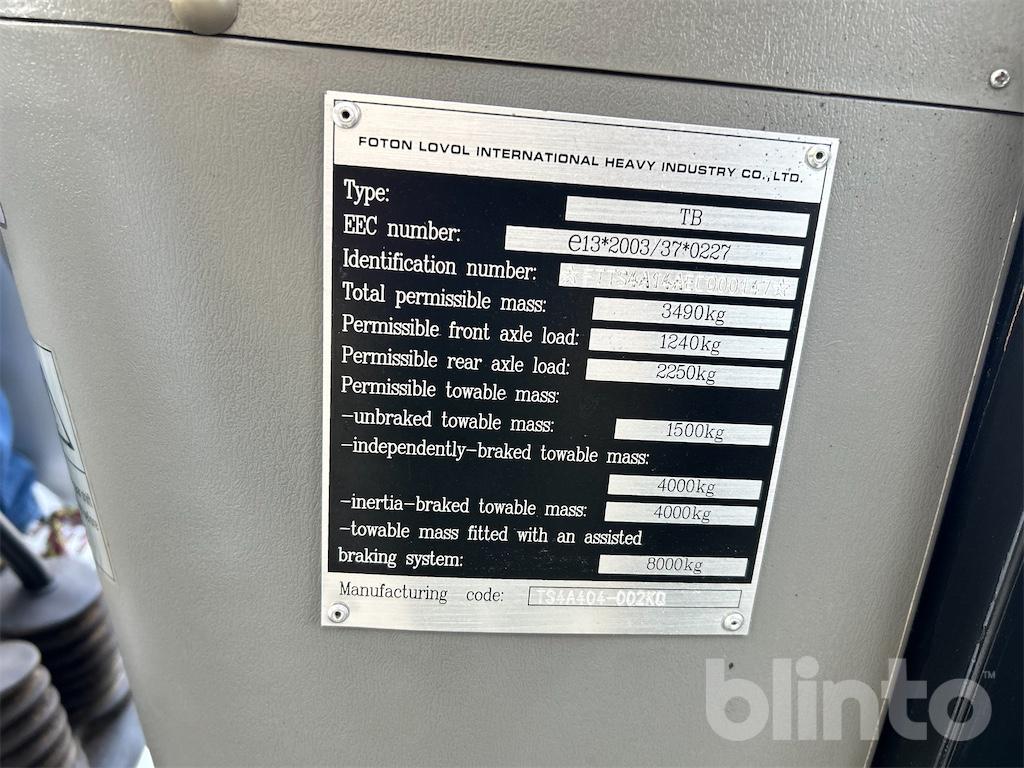 FOTON LOVOL INTERNATIONAL HEAVY INDUSTRY CO.,LTD.
Type: TB
EEC number: e13*2003/37*0227
Identification number:
Total permissible mass: 3490kg
Permissible front axle load: 1240kg
Permissible rear axle load: 2250kg
Permissible towable mass:
-unbraked towable mass: 1500kg
-independently-braked towable mass:
4000kg
-inertia-braked towable mass: 4000kg
-towable mass fitted with an assisted
braking system: 8000kg
Manufacturing code: TS4A404-002KQ
blinto™